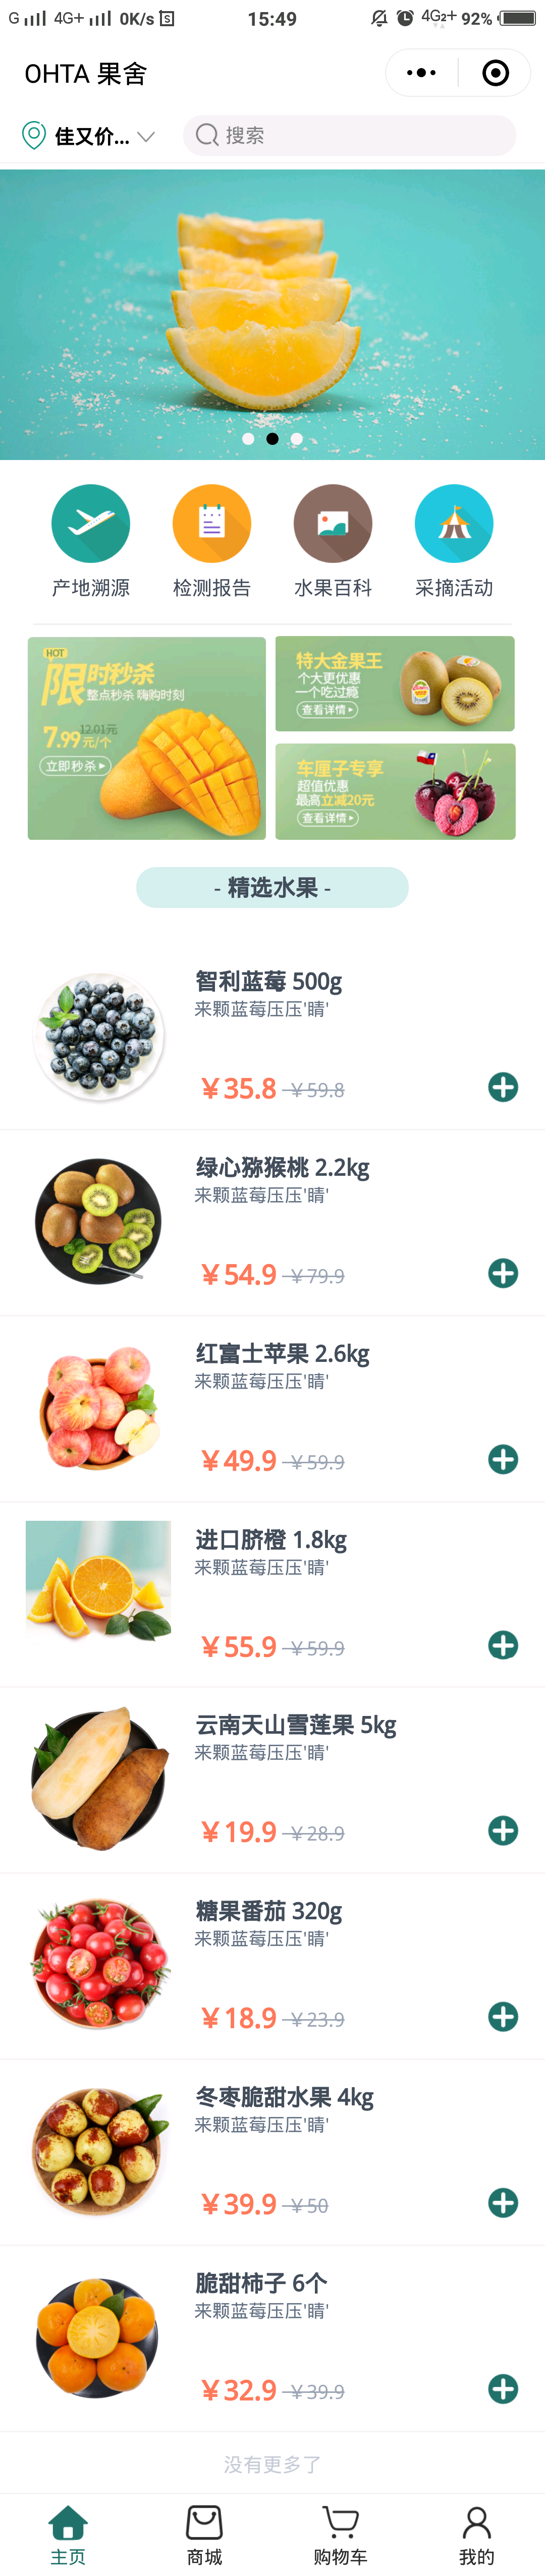 G 4G+ 0K/s 15:49 4G2+ 92%
OHTA 果舍
佳又价... 搜索
产地溯源 检测报告 水果百科 采摘活动
HOT
限时秒杀
整点秒杀 嗨购时刻
12.01元
7.99元/个
立即秒杀
特大金果王
个大更优惠
一个吃过瘾
查看详情
车厘子专享
超值优惠
最高立减20元
查看详情
- 精选水果 -
智利蓝莓 500g
来颗蓝莓压压'睛'
￥35.8 ￥59.8
绿心猕猴桃 2.2kg
来颗蓝莓压压'睛'
￥54.9 ￥79.9
红富士苹果 2.6kg
来颗蓝莓压压'睛'
￥49.9 ￥59.9
进口脐橙 1.8kg
来颗蓝莓压压'睛'
￥55.9 ￥59.9
云南天山雪莲果 5kg
来颗蓝莓压压'睛'
￥19.9 ￥28.9
糖果番茄 320g
来颗蓝莓压压'睛'
￥18.9 ￥23.9
冬枣脆甜水果 4kg
来颗蓝莓压压'睛'
￥39.9 ￥50
脆甜柿子 6个
来颗蓝莓压压'睛'
￥32.9 ￥39.9
没有更多了
主页 商城 购物车 我的